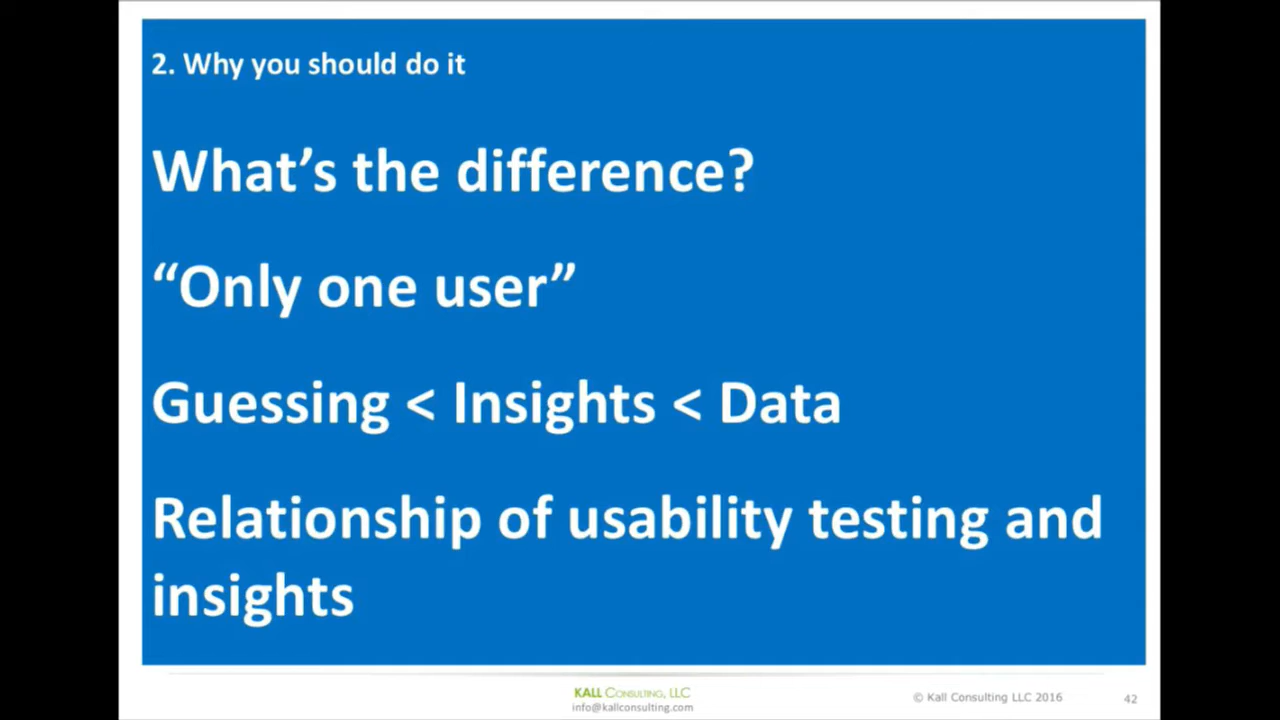 2. Why you should do it
What’s the difference?
“Only one user”
Guessing < Insights < Data
Relationship of usability testing and
insights
KALL CONSULTING, LLC
info@kallconsulting.com
© Kall Consulting LLC 2016
42